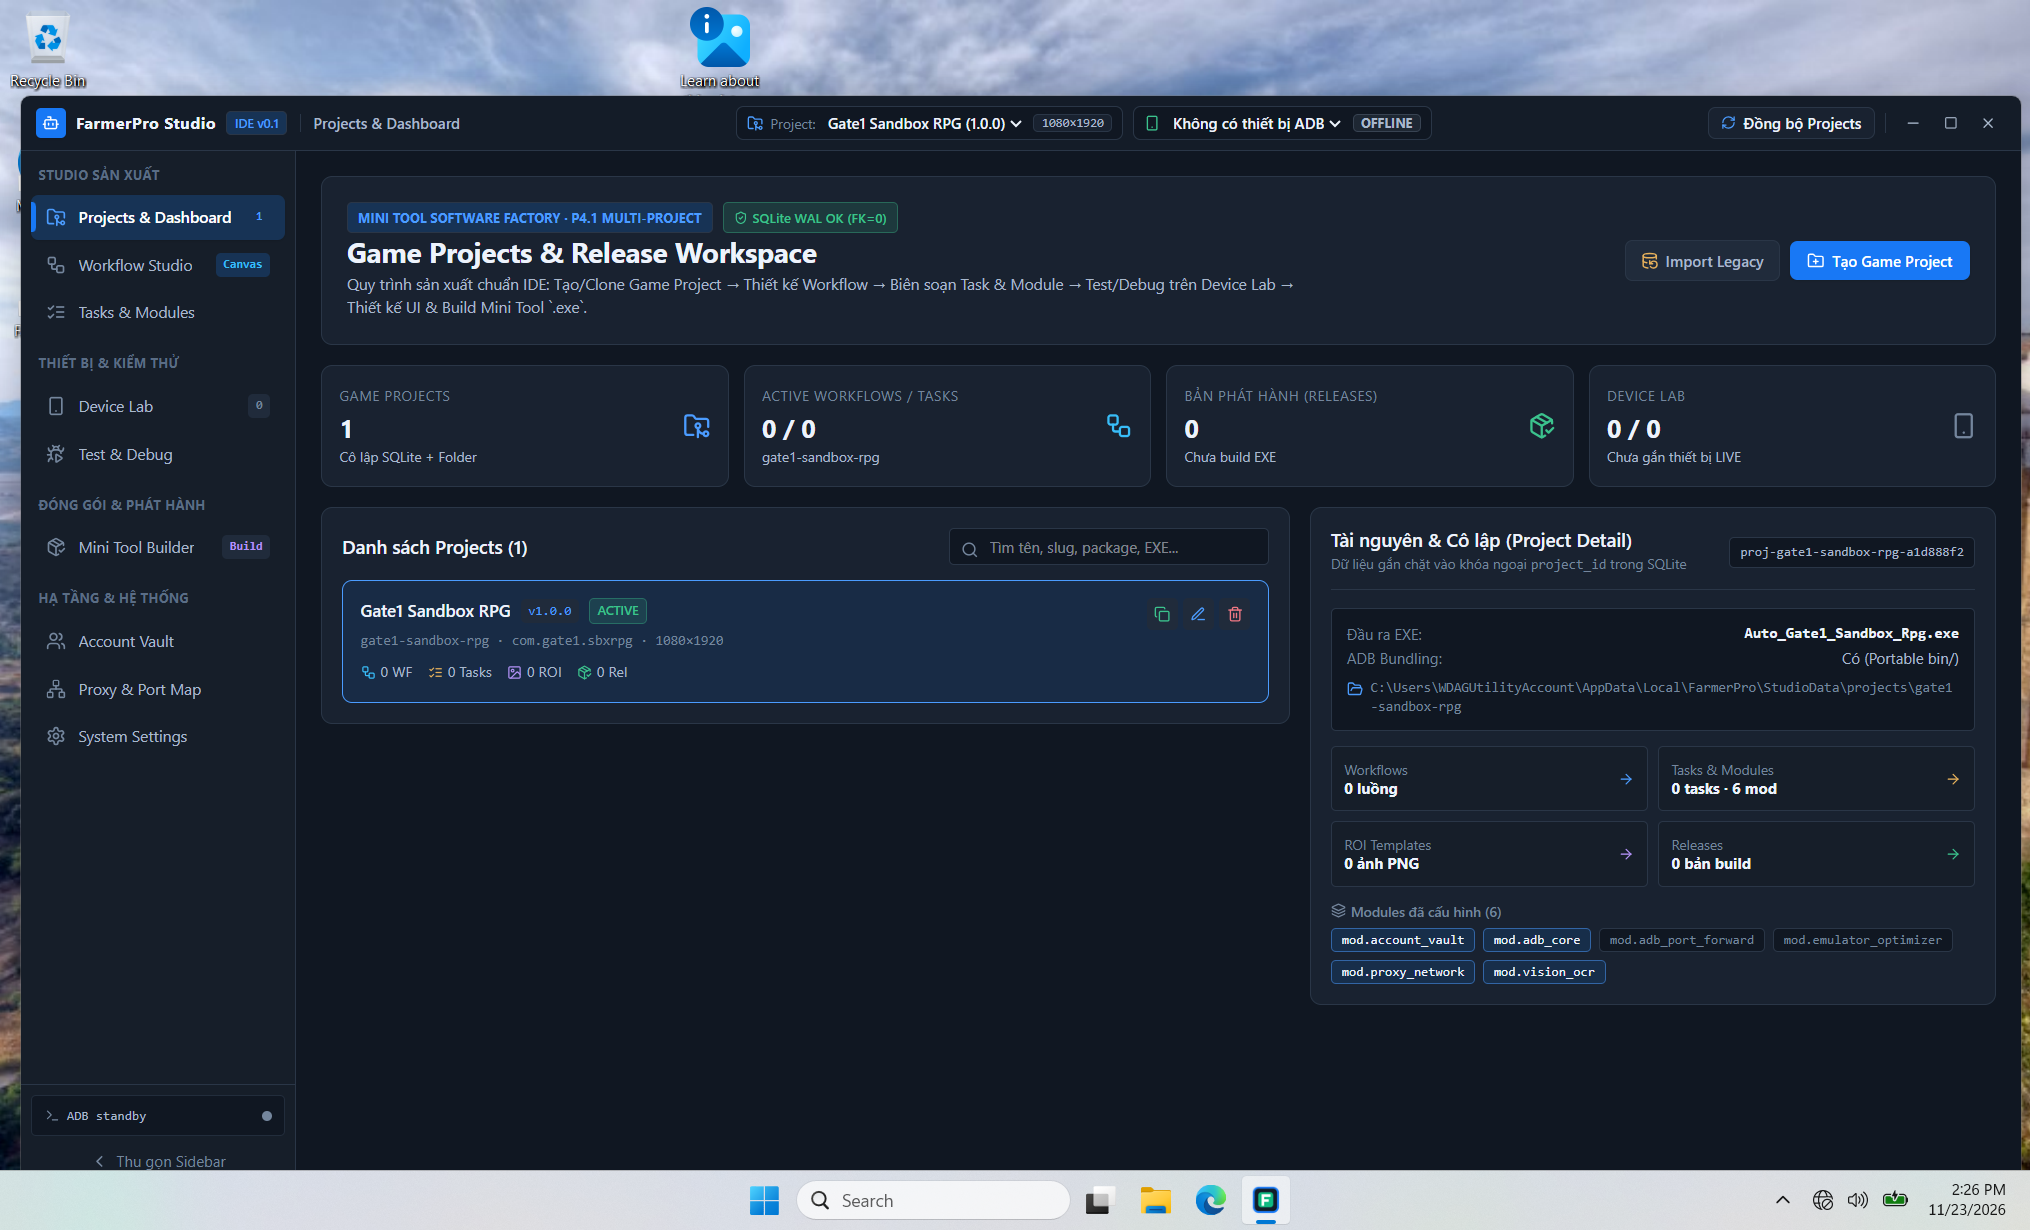 Recycle Bin
Learn about
FarmerPro Studio
IDE v0.1
Projects & Dashboard
Project: Gate1 Sandbox RPG (1.0.0)
1080×1920
Không có thiết bị ADB
OFFLINE
Đồng bộ Projects
STUDIO SẢN XUẤT
Projects & Dashboard 1
Workflow Studio Canvas
Tasks & Modules
THIẾT BỊ & KIỂM THỬ
Device Lab 0
Test & Debug
ĐÓNG GÓI & PHÁT HÀNH
Mini Tool Builder Build
HẠ TẦNG & HỆ THỐNG
Account Vault
Proxy & Port Map
System Settings
ADB standby
Thu gọn Sidebar
MINI TOOL SOFTWARE FACTORY · P4.1 MULTI-PROJECT
SQLite WAL OK (FK=0)
Game Projects & Release Workspace
Quy trình sản xuất chuẩn IDE: Tạo/Clone Game Project → Thiết kế Workflow → Biên soạn Task & Module → Test/Debug trên Device Lab →
Thiết kế UI & Build Mini Tool `.exe`.
Import Legacy
Tạo Game Project
GAME PROJECTS
1
Cô lập SQLite + Folder
ACTIVE WORKFLOWS / TASKS
0 / 0
gate1-sandbox-rpg
BẢN PHÁT HÀNH (RELEASES)
0
Chưa build EXE
DEVICE LAB
0 / 0
Chưa gắn thiết bị LIVE
Danh sách Projects (1)
Tìm tên, slug, package, EXE...
Gate1 Sandbox RPG v1.0.0 ACTIVE
gate1-sandbox-rpg · com.gate1.sbxrpg · 1080×1920
0 WF 0 Tasks 0 ROI 0 Rel
Tài nguyên & Cô lập (Project Detail)
Dữ liệu gắn chặt vào khóa ngoại project_id trong SQLite
proj-gate1-sandbox-rpg-a1d888f2
Đầu ra EXE: Auto_Gate1_Sandbox_Rpg.exe
ADB Bundling: Có (Portable bin/)
C:\Users\WDAGUtilityAccount\AppData\Local\FarmerPro\StudioData\projects\gate1
-sandbox-rpg
Workflows
0 luồng
Tasks & Modules
0 tasks · 6 mod
ROI Templates
0 ảnh PNG
Releases
0 bản build
Modules đã cấu hình (6)
mod.account_vault mod.adb_core mod.adb_port_forward mod.emulator_optimizer
mod.proxy_network mod.vision_ocr
Search
2:26 PM
11/23/2026